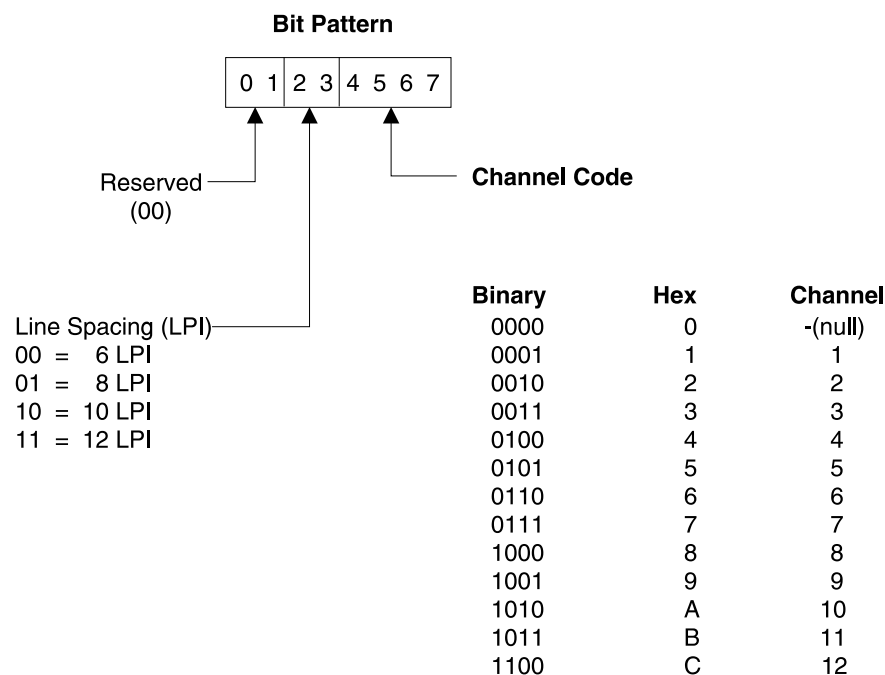 Bit Pattern
0 1 2 3 4 5 6 7
Reserved
(00)
Channel Code
Line Spacing (LPI)
00 = 6 LPI
01 = 8 LPI
10 = 10 LPI
11 = 12 LPI
Binary Hex Channel
0000 0 -(null)
0001 1 1
0010 2 2
0011 3 3
0100 4 4
0101 5 5
0110 6 6
0111 7 7
1000 8 8
1001 9 9
1010 A 10
1011 B 11
1100 C 12